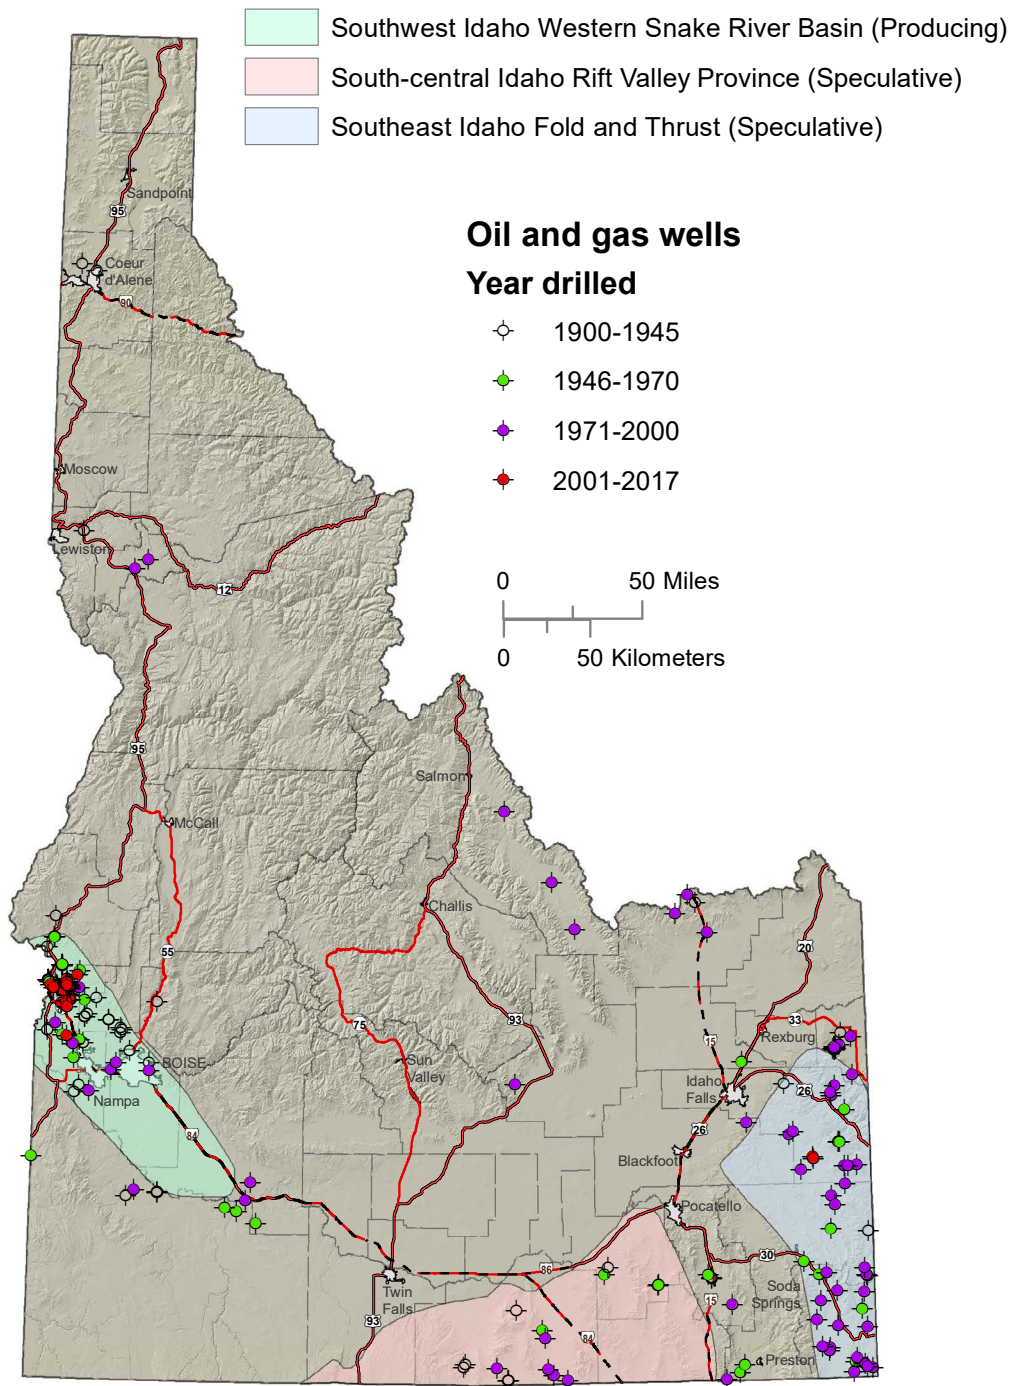 Southwest Idaho Western Snake River Basin (Producing)
South-central Idaho Rift Valley Province (Speculative)
Southeast Idaho Fold and Thrust (Speculative)
Sandpoint
95
Oil and gas wells
Year drilled
1900-1945
1946-1970
1971-2000
2001-2017
Coeur
d'Alene
90
Moscow
Lewiston
12
0 50 Miles
0 50 Kilometers
95
Salmon
McCall
Challis
55
20
75
93
15
33
Rexburg
BOISE
Sun
Valley
Idaho
Falls
26
Nampa
84
26
Blackfoot
Pocatello
30
86
Soda
Springs
Twin
Falls
15
93
84
Preston